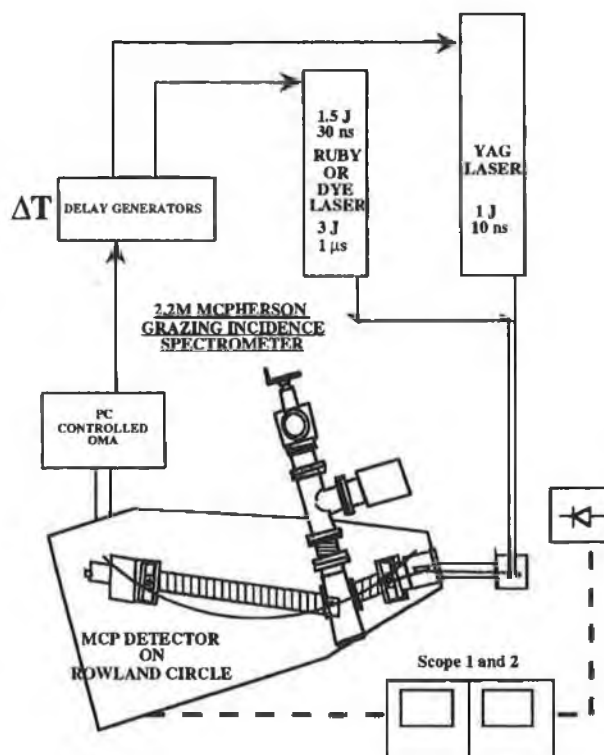 1.5 J
30 ns
RUBY
OR
DYE
LASER
3 J
1 µs
YAG
LASER
1 J
10 ns
ΔT
DELAY GENERATORS
2.2M MCPHERSON
GRAZING INCIDENCE
SPECTROMETER
PC
CONTROLLED
OMA
MCP DETECTOR
ON
ROWLAND CIRCLE
Scope 1 and 2